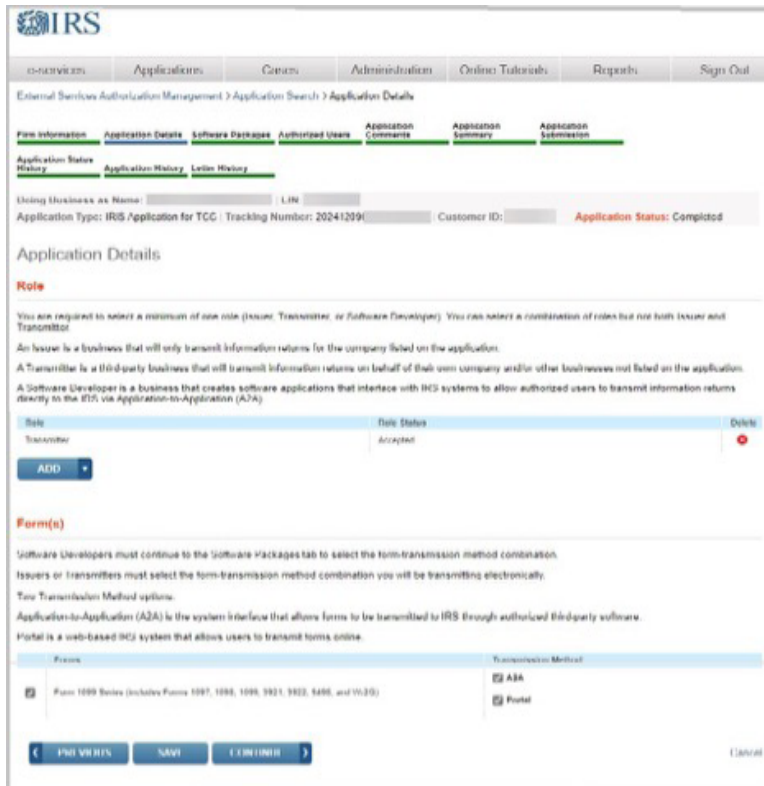 IRS
e-services Applications Cases Administration Online Tutorials Reports Sign Out
External Services Authorization Management > Application Search > Application Details
Firm Information Application Details Software Packages Authorized Users Application Comments Application Summary Application Submission
Application Status History Application History Letter History
Doing Business as Name: EIN
Application Type: IRIS Application for TCC Tracking Number: 20241209 Customer ID: Application Status: Completed
Application Details
Role
You are required to select a minimum of one role (Issuer, Transmitter, or Software Developer). You can select a combination of roles but not both Issuer and
Transmitter
An Issuer is a business that will only transmit information returns for the company listed on the application.
A Transmitter is a third-party business that will transmit information returns on behalf of their own company and/or other businesses not listed on the application.
A Software Developer is a business that creates software applications that interface with IRS systems to allow authorized users to transmit information returns
directly to the IRS via Application-to-Application (A2A)
Role Role Status Delete
Transmitter Accepted
ADD
Form(s)
Software Developers must continue to the Software Packages tab to select the form-transmission method combination.
Issuers or Transmitters must select the form-transmission method combination you will be transmitting electronically.
Two Transmission Method options.
Application-to-Application (A2A) is the system interface that allows forms to be transmitted to IRS through authorized third-party software.
Portal is a web-based IRS system that allows users to transmit forms online.
Forms Transmission Method
Form 1099 Series (includes Forms 1097, 1098, 1099, 3921, 3922, 5498, and W-2G) A2A
Portal
PREVIOUS SAVE CONTINUE Cancel